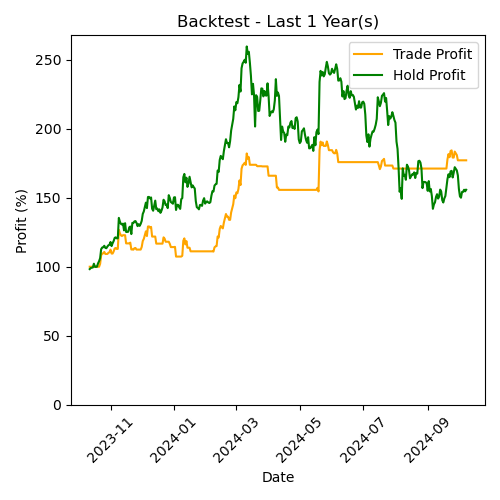 Backtest - Last 1 Year(s)
Trade Profit
Hold Profit
Profit (%)
250
200
150
100
50
0
2023-11
2024-01
2024-03
2024-05
2024-07
2024-09
Date